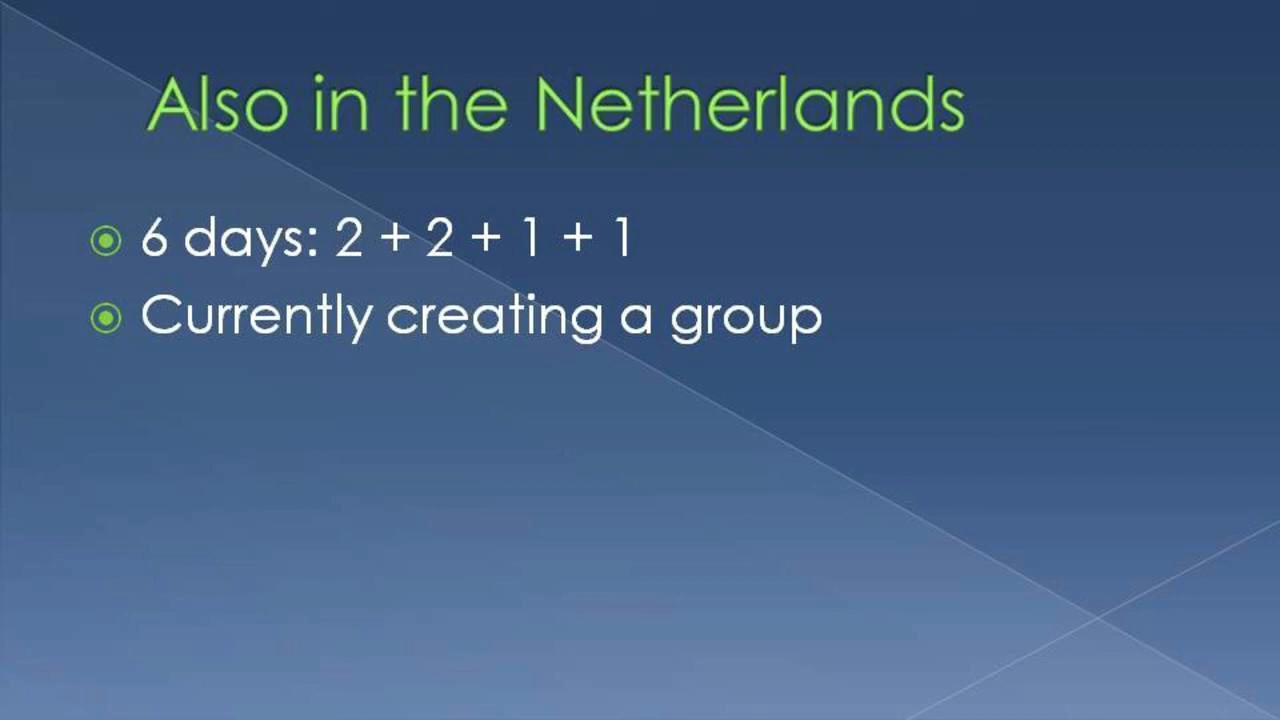 Also in the Netherlands
6 days: 2 + 2 + 1 + 1
Currently creating a group